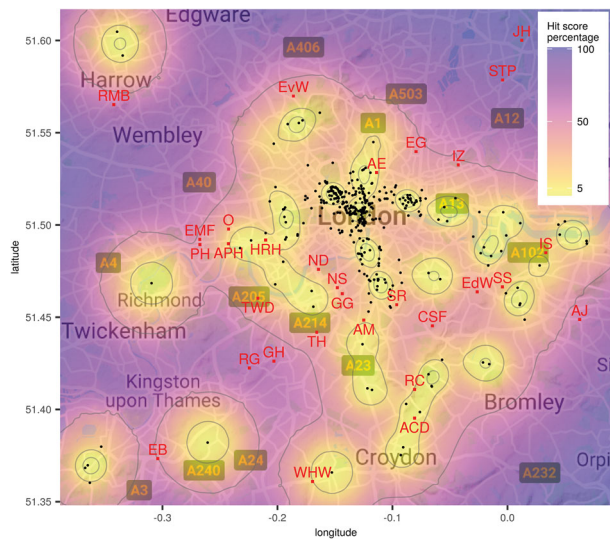 Edgware
Hit score
percentage
100
50
5
51.60
51.55
51.50
51.45
51.40
51.35
latitude
JH
A406
Harrow
EvW
STP
RMB
A503
A12
A1
Wembley
EG
IZ
AE
A40
A13
London
O
EMF
PH
APH
HRH
IS
A102
A4
ND
NS
EdW
SS
Richmond
A205
GG
SR
TWD
Twickenham
A214
AM
CSF
AJ
TH
RG
GH
A23
Kingston
upon Thames
RC
Bromley
ACD
EB
A24
Croydon
A240
WHW
A232
Orpi
A3
-0.3
-0.2
-0.1
0.0
longitude